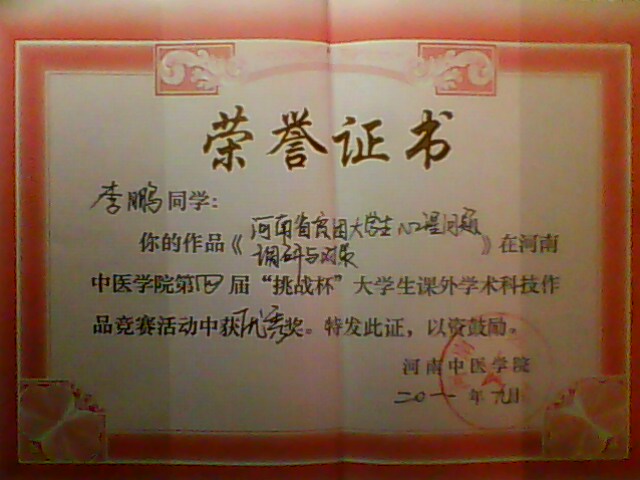 荣誉证书
李鹏同学：
你的作品《河南省贫困大学生心理问题
调研与对策》在河南
中医学院第四届“挑战杯”大学生课外学术科技作
品竞赛活动中获优秀奖。特发此证，以资鼓励。
河南中医学院
二〇一一年九月